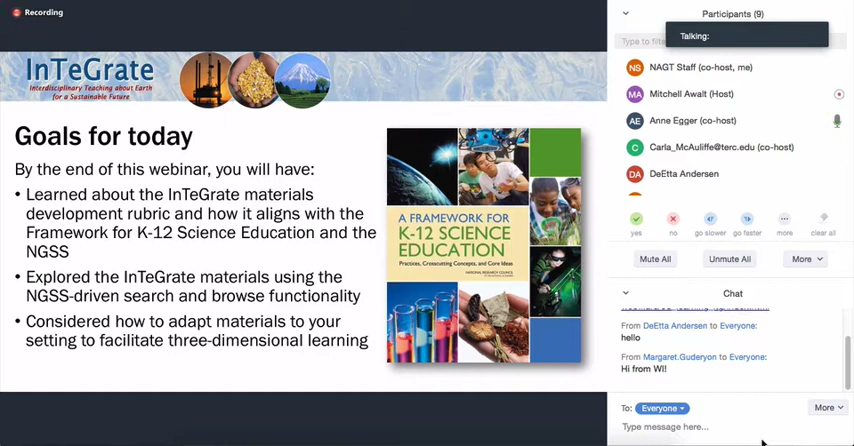 Recording
InTeGrate
Interdisciplinary Teaching about Earth
for a Sustainable Future
Goals for today
By the end of this webinar, you will have:
• Learned about the InTeGrate materials
development rubric and how it aligns with the
Framework for K-12 Science Education and the
NGSS
• Explored the InTeGrate materials using the
NGSS-driven search and browse functionality
• Considered how to adapt materials to your
setting to facilitate three-dimensional learning
A FRAMEWORK FOR
K-12 SCIENCE
EDUCATION
Practices, Crosscutting Concepts, and Core Ideas
Participants (9)
Type to filte
Talking:
NS NAGT Staff (co-host, me)
MA Mitchell Awalt (Host)
AE Anne Egger (co-host)
C Carla_McAuliffe@terc.edu (co-host)
DA DeEtta Andersen
yes no go slower go faster more clear all
Mute All Unmute All More
Chat
From DeEtta Andersen to Everyone:
hello
From Margaret.Guderyon to Everyone:
Hi from WI!
To: Everyone More
Type message here...